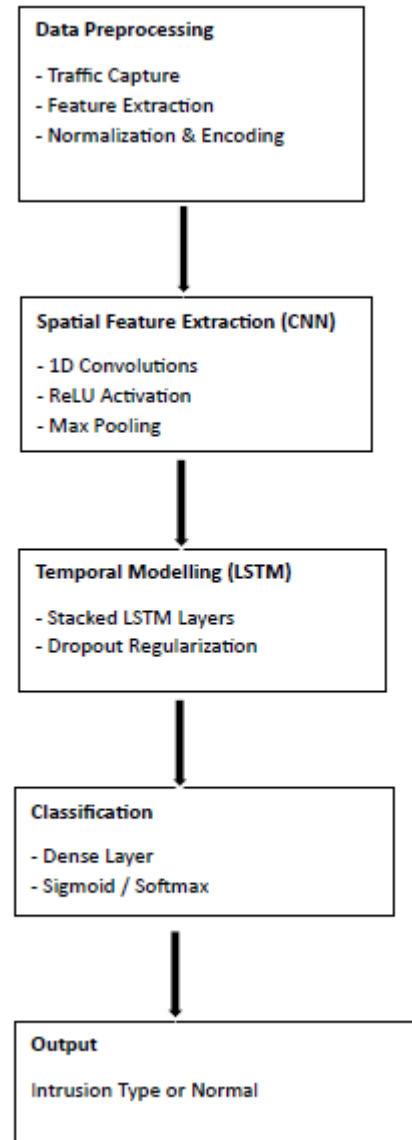 Data Preprocessing
- Traffic Capture
- Feature Extraction
- Normalization & Encoding
Spatial Feature Extraction (CNN)
- 1D Convolutions
- ReLU Activation
- Max Pooling
Temporal Modelling (LSTM)
- Stacked LSTM Layers
- Dropout Regularization
Classification
- Dense Layer
- Sigmoid / Softmax
Output
Intrusion Type or Normal